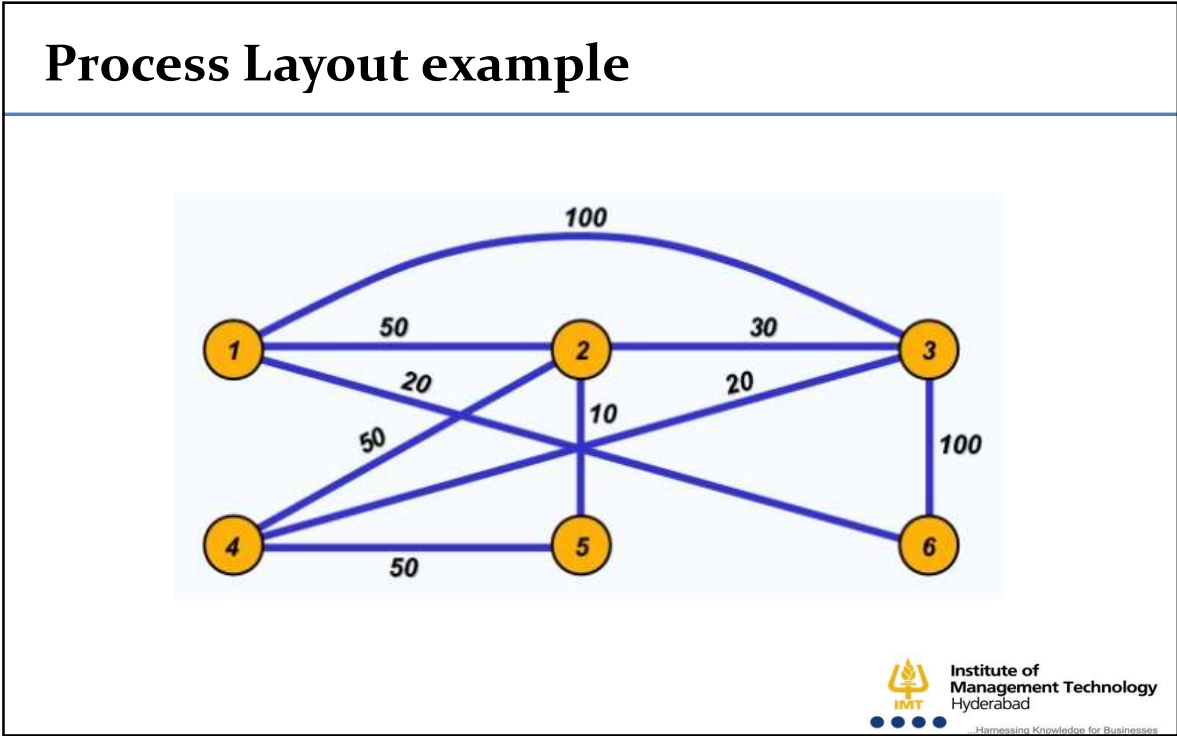 Process Layout example
100
50
30
1
2
3
20
20
10
50
100
4
5
6
50
Institute of
Management Technology
IMT
Hyderabad
...Harnessing Knowledge for Businesses